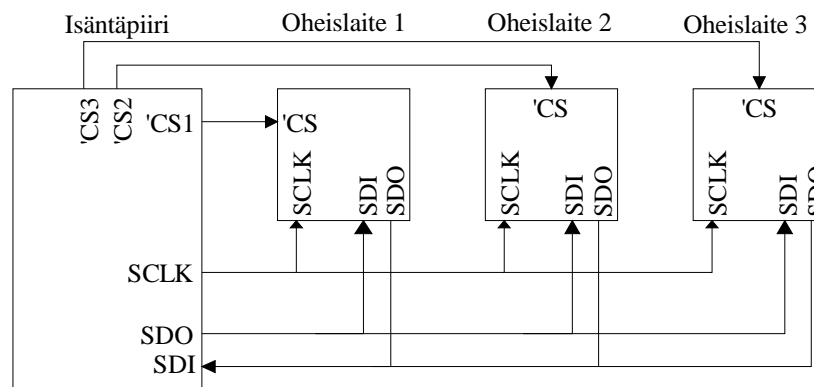 Isäntäpiiri
Oheislaite 1
Oheislaite 2
Oheislaite 3
'CS3
'CS2
'CS1
'CS
'CS
'CS
SCLK
SDI
SDO
SCLK
SDI
SDO
SCLK
SDI
SDO
SCLK
SDO
SDI